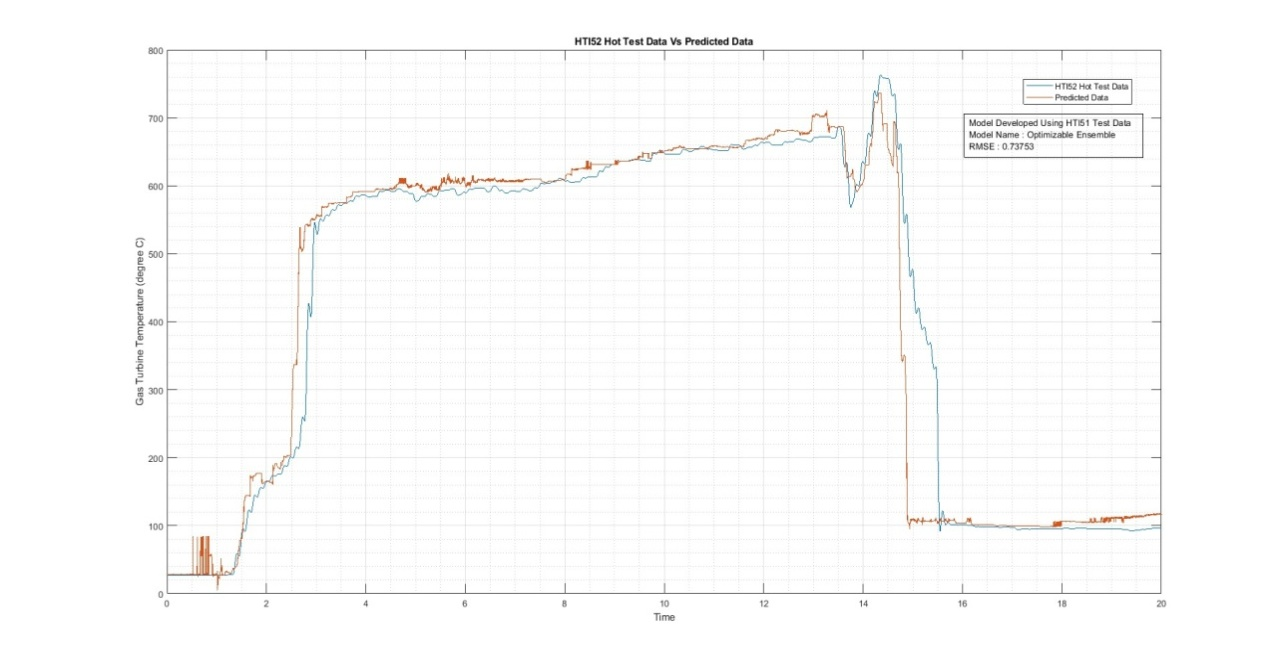 HTI52 Hot Test Data Vs Predicted Data
800
700
600
500
400
300
200
100
0
Gas Turbine Temperature (degree C)
HTI52 Hot Test Data
Predicted Data
Model Developed Using HTI51 Test Data
Model Name : Optimizable Ensemble
RMSE : 0.73753
0 2 4 6 8 10 12 14 16 18 20
Time